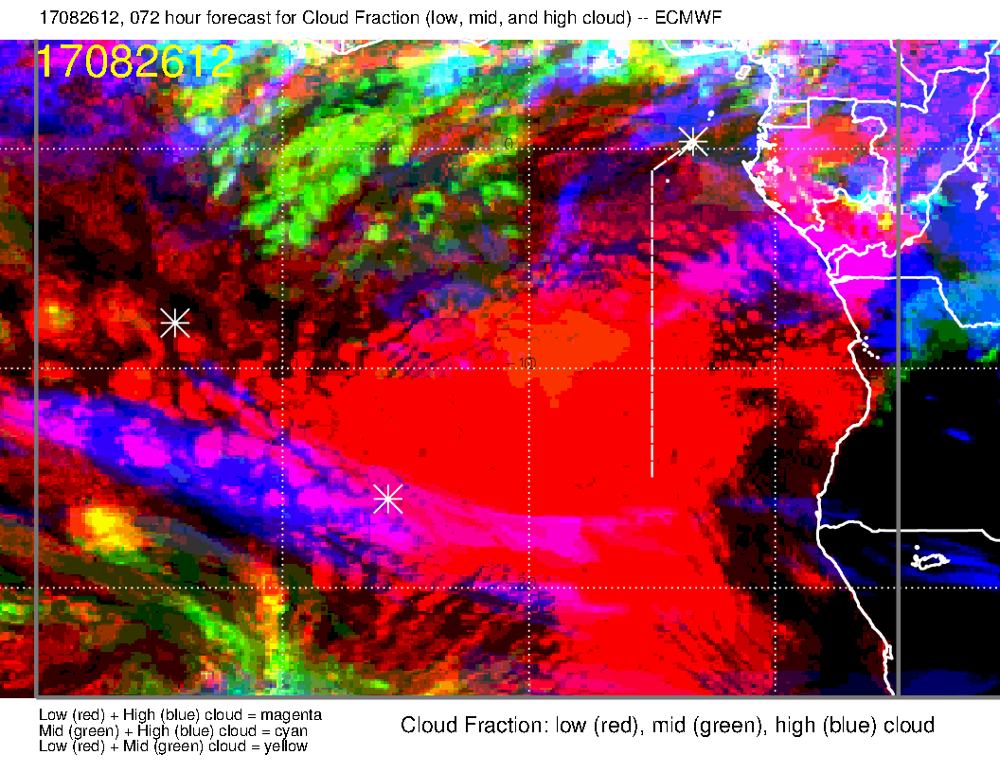 17082612, 072 hour forecast for Cloud Fraction (low, mid, and high cloud) -- ECMWF
17082612
0
-10
Low (red) + High (blue) cloud = magenta
Mid (green) + High (blue) cloud = cyan
Low (red) + Mid (green) cloud = yellow
Cloud Fraction: low (red), mid (green), high (blue) cloud